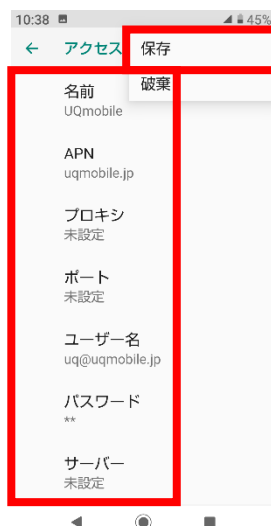 10:38 45%
アクセス 保存
破棄
名前
UQmobile
APN
uqmobile.jp
プロキシ
未設定
ポート
未設定
ユーザー名
uq@uqmobile.jp
パスワード
**
サーバー
未設定